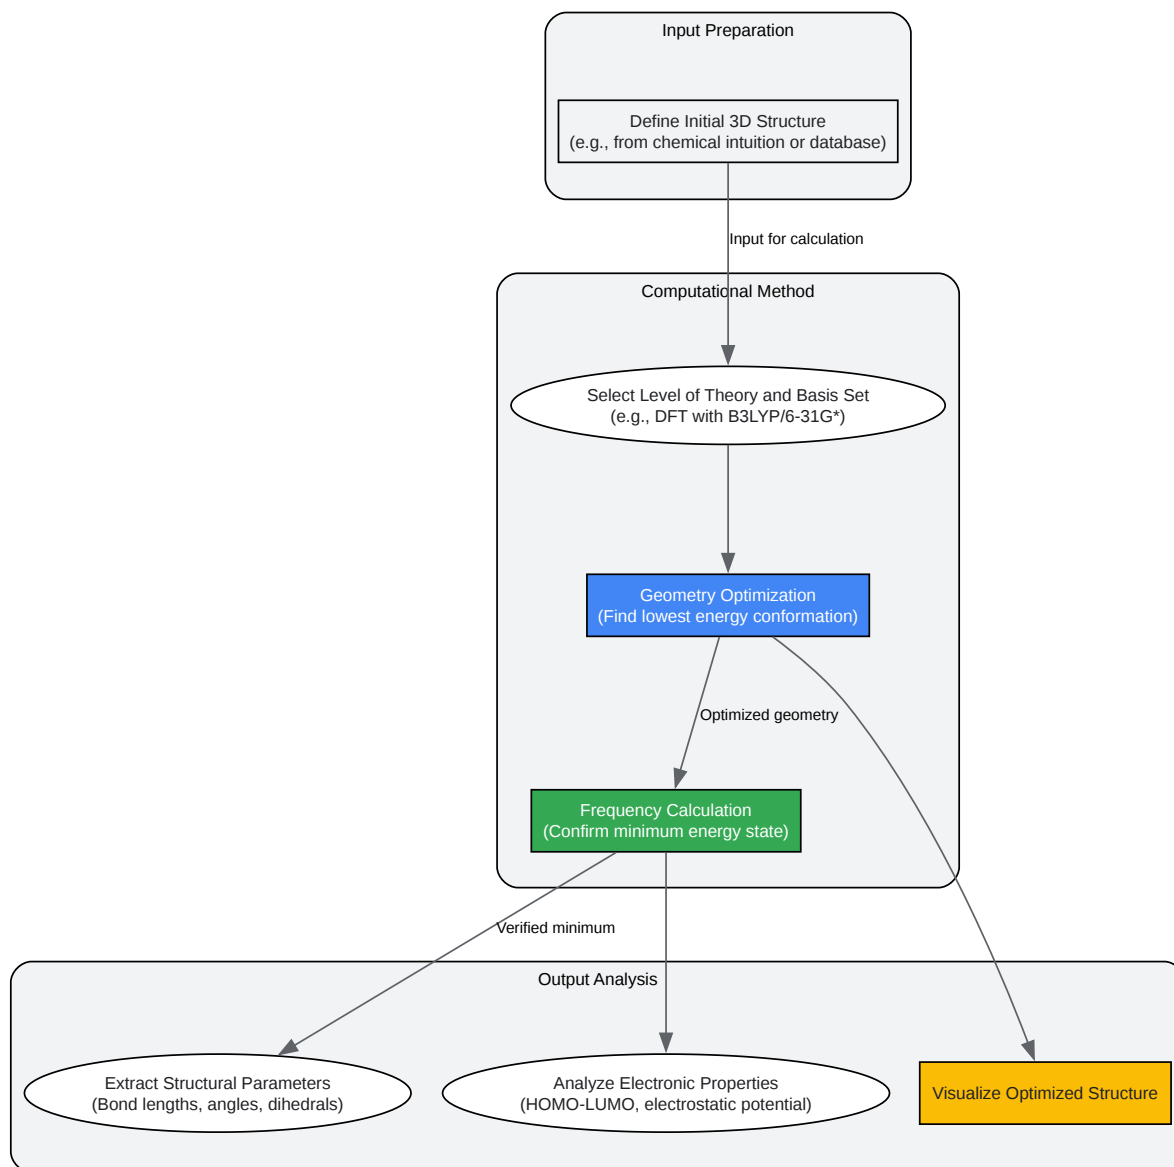 Input Preparation
Define Initial 3D Structure
(e.g., from chemical intuition or database)
Input for calculation
Computational Method
Select Level of Theory and Basis Set
(e.g., DFT with B3LYP/6-31G*)
Geometry Optimization
(Find lowest energy conformation)
Optimized geometry
Frequency Calculation
(Confirm minimum energy state)
Verified minimum
Output Analysis
Extract Structural Parameters
(Bond lengths, angles, dihedrals)
Analyze Electronic Properties
(HOMO-LUMO, electrostatic potential)
Visualize Optimized Structure